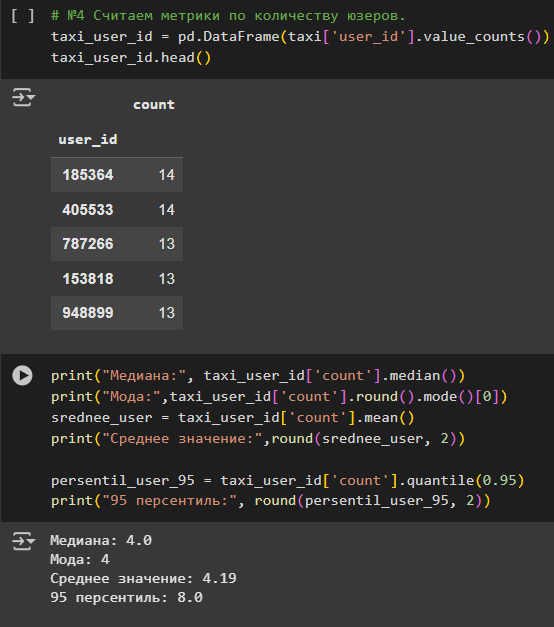 [ ] # №4 Считаем метрики по количеству юзеров.
taxi_user_id = pd.DataFrame(taxi['user_id'].value_counts())
taxi_user_id.head()
count
user_id
185364 14
405533 14
787266 13
153818 13
948899 13
print("Медиана:", taxi_user_id['count'].median())
print("Мода:",taxi_user_id['count'].round().mode()[0])
srednee_user = taxi_user_id['count'].mean()
print("Среднее значение:",round(srednee_user, 2))
persentil_user_95 = taxi_user_id['count'].quantile(0.95)
print("95 персентиль:", round(persentil_user_95, 2))
Медиана: 4.0
Мода: 4
Среднее значение: 4.19
95 персентиль: 8.0